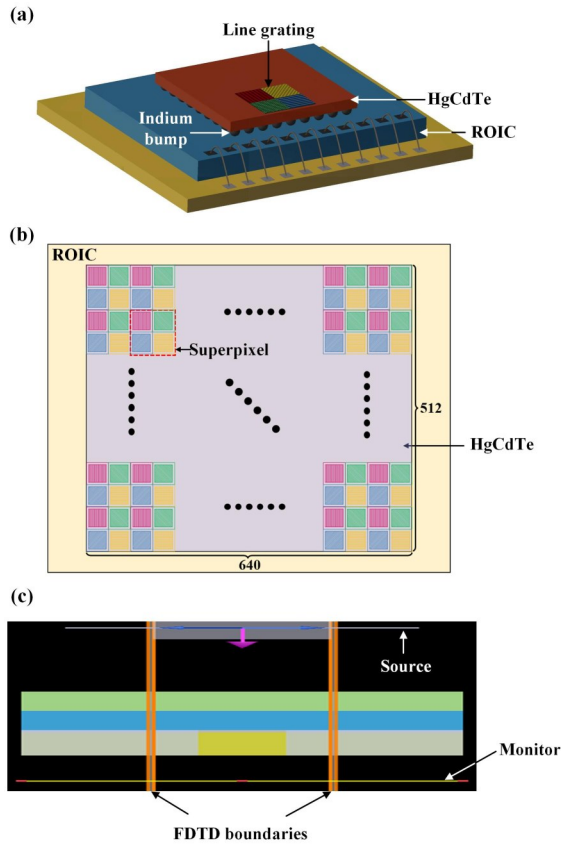 (a)
Line grating
HgCdTe
Indium
bump
ROIC
(b)
ROIC
Superpixel
512
HgCdTe
640
(c)
Source
Monitor
FDTD boundaries